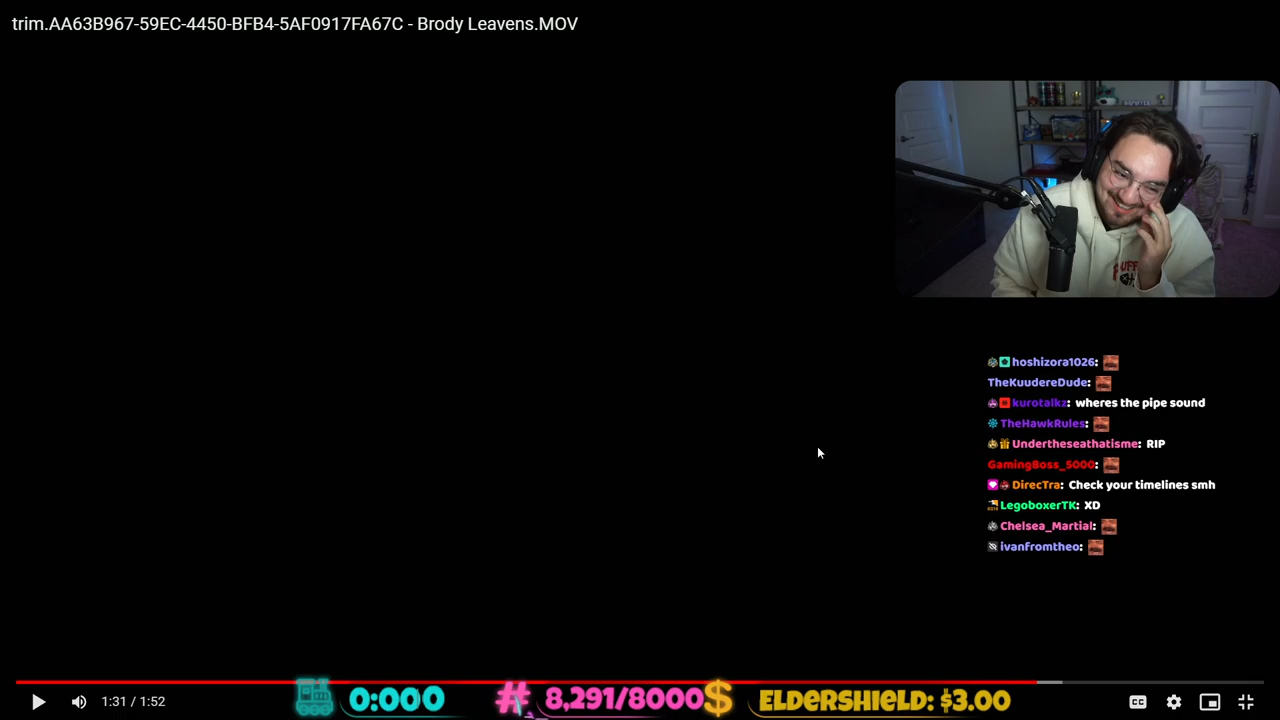 trim.AA63B967-59EC-4450-BFB4-5AF0917FA67C - Brody Leavens.MOV
hoshizora1026:
TheKuudereDude:
kurotalkz: wheres the pipe sound
TheHawkRules:
Undertheseathatisme: RIP
GamingBoss_5000:
DirecTra: Check your timelines smh
LegoboxerTK: XD
Chelsea_Martial:
ivanfromtheo:
1:31 / 1:52
0:000
# 8,291/8000
$ ELDERSHIELD: $3.00
CC